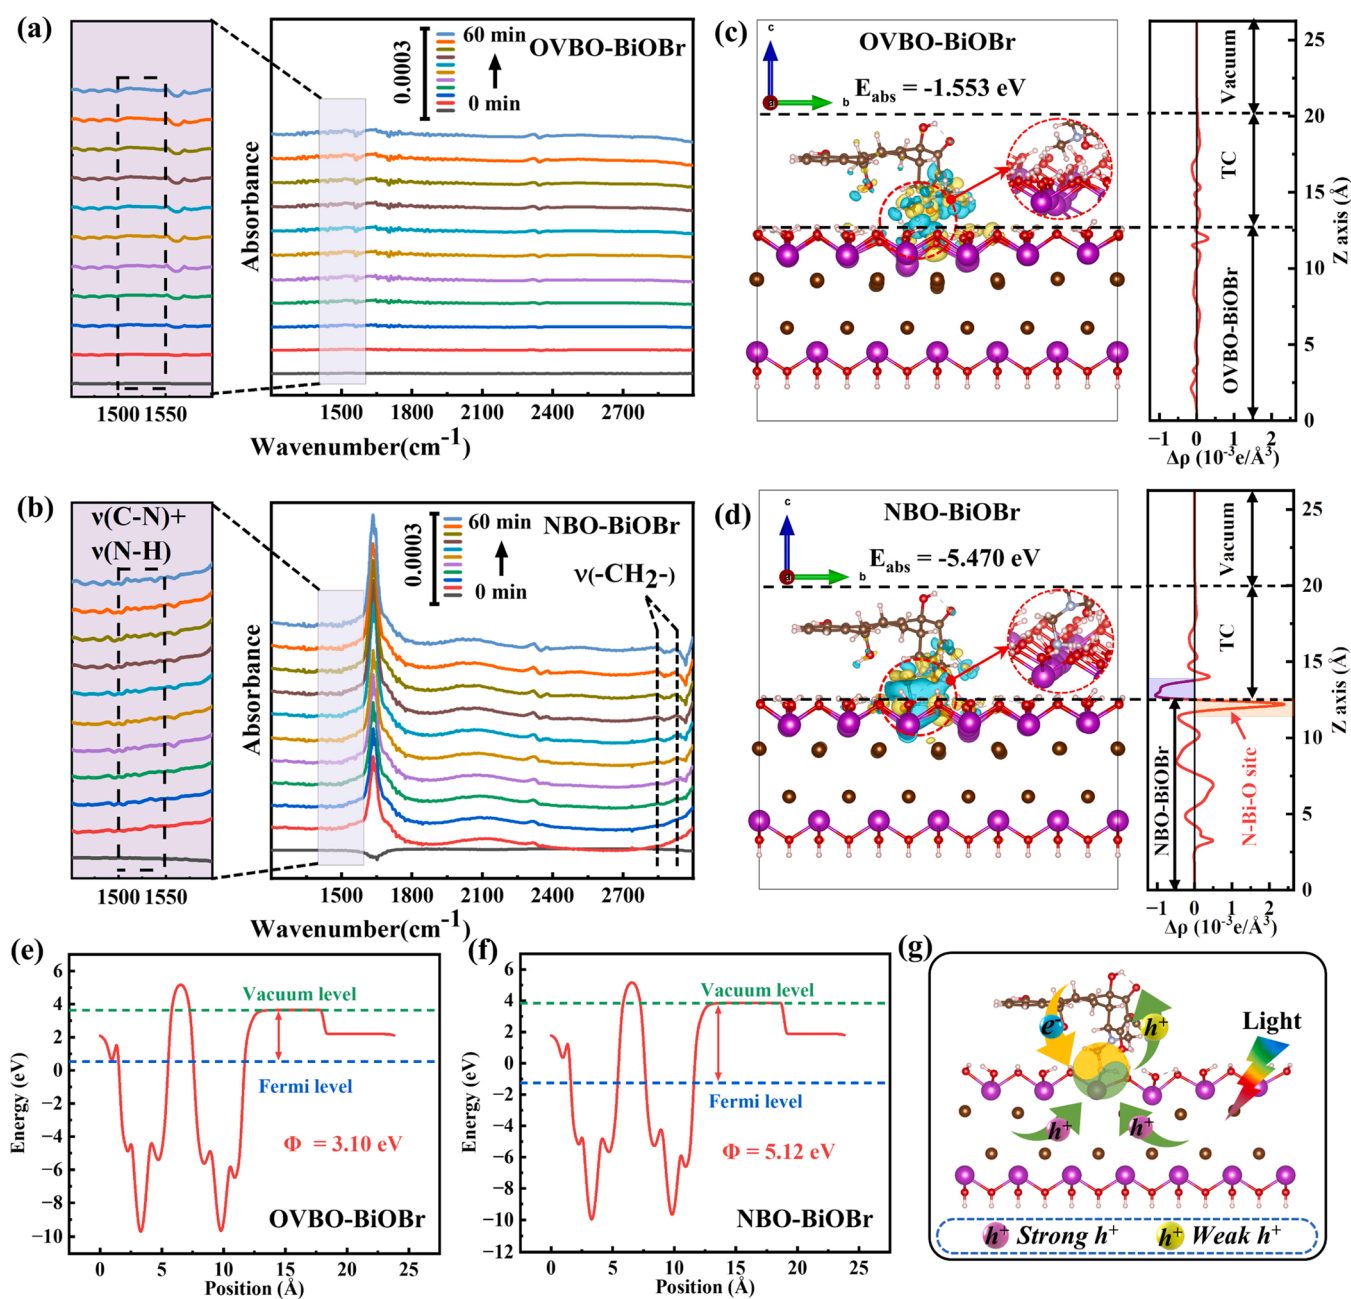 (a)
60 min
OVBO-BiOBr
0.0003
0 min
Absorbance
1500 1550
1500 1800 2100 2400 2700
Wavenumber(cm⁻¹)
(b)
ν(C-N)+
ν(N-H)
60 min
NBO-BiOBr
0.0003
0 min
ν(-CH₂-)
Absorbance
1500 1550
1500 1800 2100 2400 2700
Wavenumber(cm⁻¹)
(c)
c
a
b
OVBO-BiOBr
E_abs = -1.553 eV
Vacuum
TC
OVBO-BiOBr
25
20
15
10
5
0
Z axis (Å)
−1 0 1 2
Δρ (10⁻³e/Å³)
(d)
c
a
b
NBO-BiOBr
E_abs = -5.470 eV
Vacuum
TC
NBO-BiOBr
N-Bi-O site
25
20
15
10
5
0
Z axis (Å)
−1 0 1 2
Δρ (10⁻³e/Å³)
(e)
6
4
2
0
−2
−4
−6
−8
−10
Energy (eV)
Vacuum level
Fermi level
Φ = 3.10 eV
OVBO-BiOBr
0 5 10 15 20 25
Position (Å)
(f)
6
4
2
0
−2
−4
−6
−8
−10
−12
Energy (eV)
Vacuum level
Fermi level
Φ = 5.12 eV
NBO-BiOBr
0 5 10 15 20 25
Position (Å)
(g)
e⁻
h⁺
Light
h⁺
h⁺
h⁺ Strong h⁺
h⁺ Weak h⁺